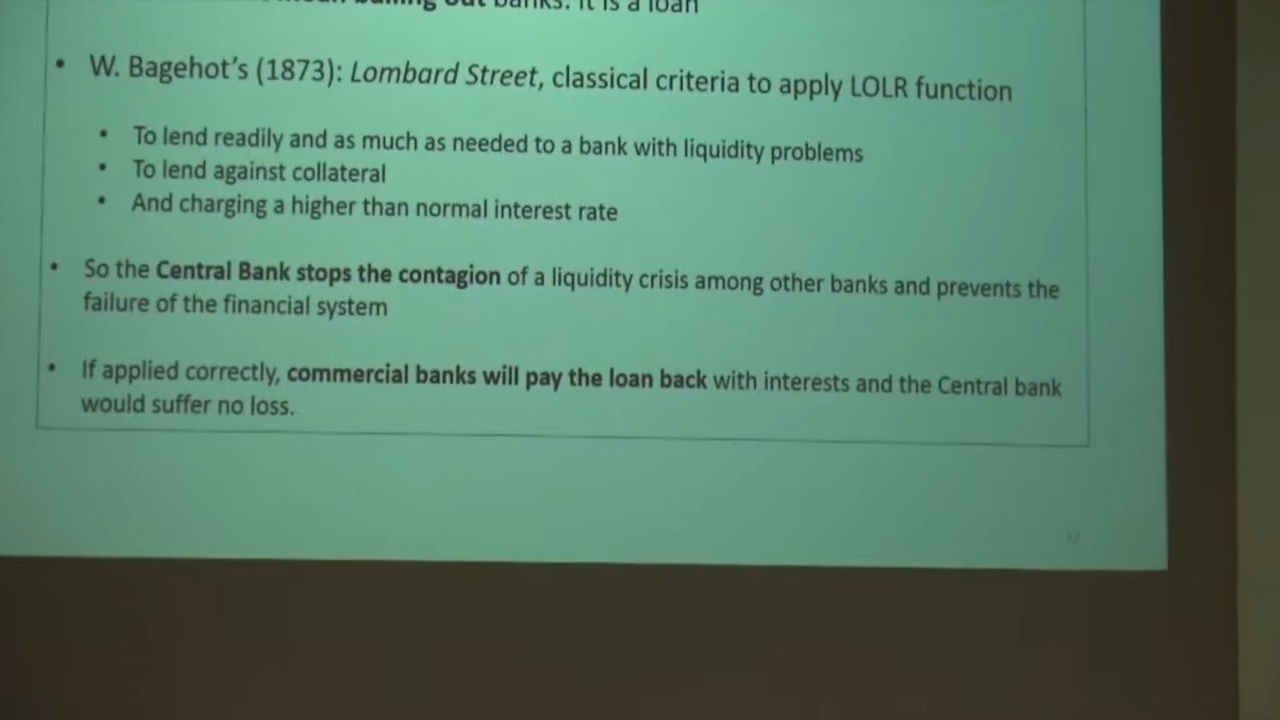 bailing out banks. It is a loan
• W. Bagehot's (1873): Lombard Street, classical criteria to apply LOLR function
• To lend readily and as much as needed to a bank with liquidity problems
• To lend against collateral
• And charging a higher than normal interest rate
• So the Central Bank stops the contagion of a liquidity crisis among other banks and prevents the
failure of the financial system
• If applied correctly, commercial banks will pay the loan back with interests and the Central bank
would suffer no loss.